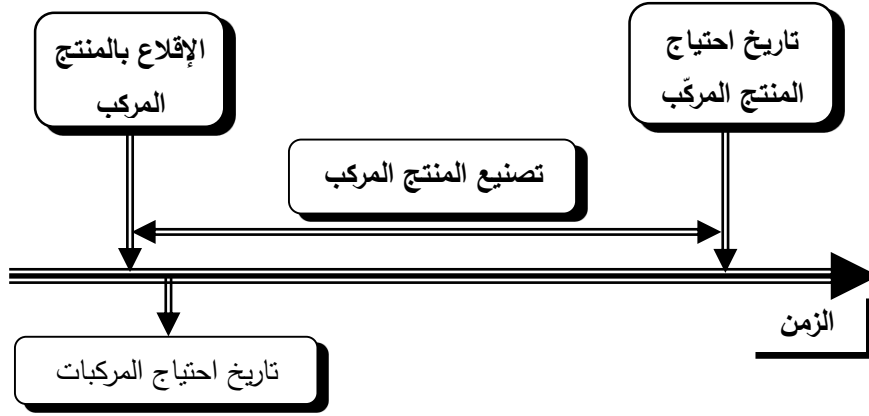 تاريخ احتياج
المنتج المركّب
الإقلاع بالمنتج
المركب
تصنيع المنتج المركب
الزمن
تاريخ احتياج المركبات